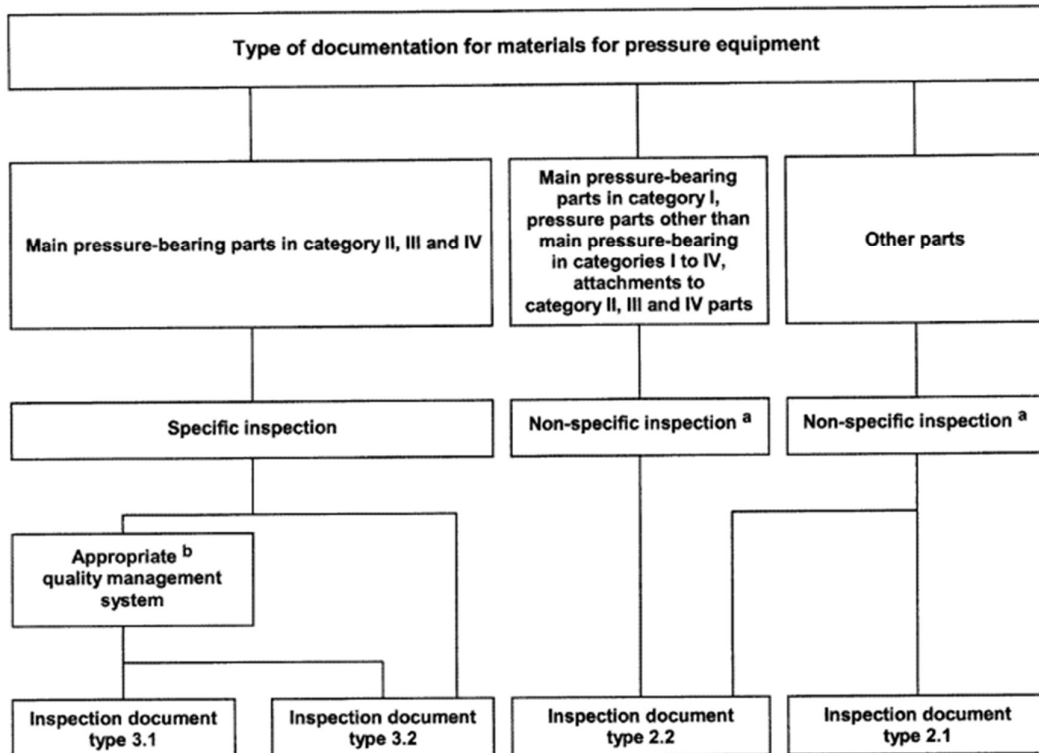 Type of documentation for materials for pressure equipment
Main pressure-bearing parts in category II, III and IV
Main pressure-bearing
parts in category I,
pressure parts other than
main pressure-bearing
in categories I to IV,
attachments to
category II, III and IV parts
Other parts
Specific inspection
Non-specific inspection a
Non-specific inspection a
Appropriate b
quality management
system
Inspection document
type 3.1
Inspection document
type 3.2
Inspection document
type 2.2
Inspection document
type 2.1